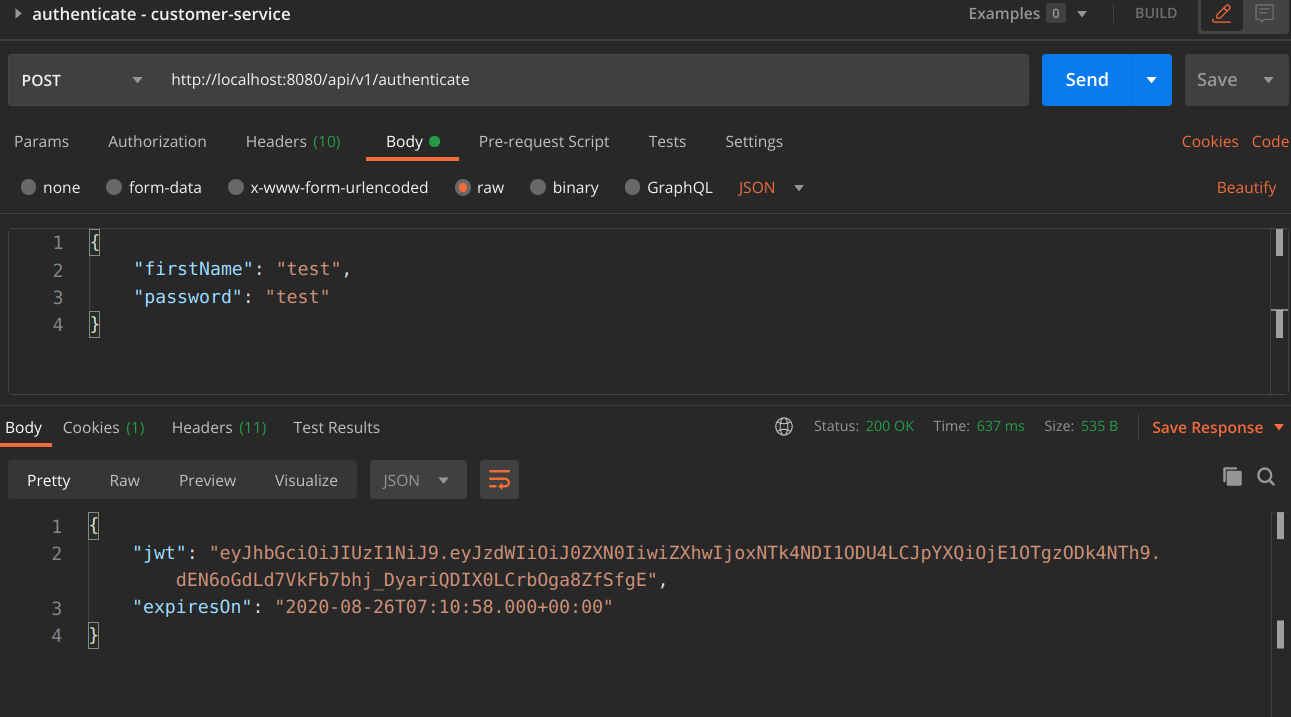 authenticate - customer-service Examples 0 BUILD
POST http://localhost:8080/api/v1/authenticate Send Save
Params Authorization Headers (10) Body Pre-request Script Tests Settings Cookies Code
none form-data x-www-form-urlencoded raw binary GraphQL JSON Beautify
1 {
2 "firstName": "test",
3 "password": "test"
4 }
Body Cookies (1) Headers (11) Test Results Status: 200 OK Time: 637 ms Size: 535 B Save Response
Pretty Raw Preview Visualize JSON
1 {
2 "jwt": "eyJhbGciOiJIUzI1NiJ9.eyJzdWIiOiJ0ZXN0IiwiZXhwIjoxNTk4NDI1ODU4LCJpYXQiOjE1OTgzODk4NTh9.
dEN6oGdLd7VkFb7bhj_DyariQDIX0LCrbOga8ZfSfgE",
3 "expiresOn": "2020-08-26T07:10:58.000+00:00"
4 }